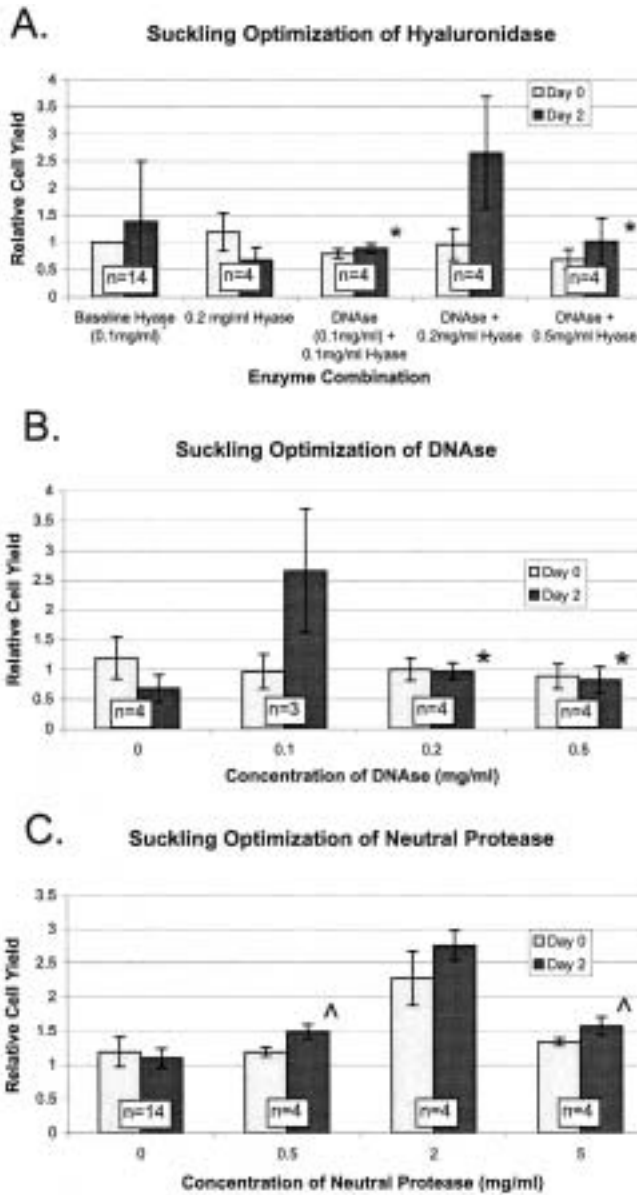 A.
Suckling Optimization of Hyaluronidase
4
3.5
3
2.5
2
1.5
1
0.5
0
Relative Cell Yield
Day 0
Day 2
*
*
n=14
n=4
n=4
n=4
n=4
Baseline Hyase (0.1mg/ml)
0.2 mg/ml Hyase
DNAse (0.1mg/ml) + 0.1mg/ml Hyase
DNAse + 0.2mg/ml Hyase
DNAse + 0.5mg/ml Hyase
Enzyme Combination
B.
Suckling Optimization of DNAse
4
3.5
3
2.5
2
1.5
1
0.5
0
Relative Cell Yield
Day 0
Day 2
*
*
n=4
n=3
n=4
n=4
0
0.1
0.2
0.5
Concentration of DNAse (mg/ml)
C.
Suckling Optimization of Neutral Protease
3.5
3
2.5
2
1.5
1
0.5
0
Relative Cell Yield
Day 0
Day 2
^
^
n=14
n=4
n=4
n=4
0
0.5
2
5
Concentration of Neutral Protease (mg/ml)